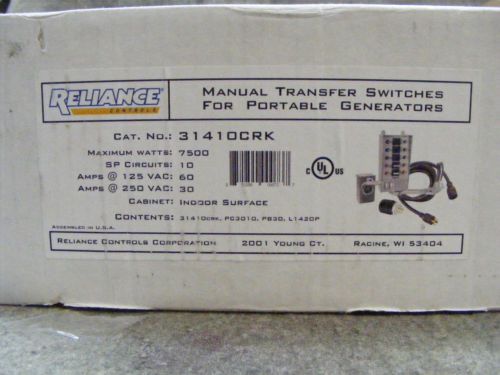 RELIANCE
CONTROLS
MANUAL TRANSFER SWITCHES
FOR PORTABLE GENERATORS
CAT. NO.: 31410CRK
MAXIMUM WATTS: 7500
SP CIRCUITS: 10
AMPS @ 125 VAC: 60
AMPS @ 250 VAC: 30
CABINET: INDOOR SURFACE
CONTENTS: 31410CRK, PC3010, PB30, L1420P
C UL US
ASSEMBLED IN U.S.A.
RELIANCE CONTROLS CORPORATION 2001 YOUNG CT. RACINE, WI 53404